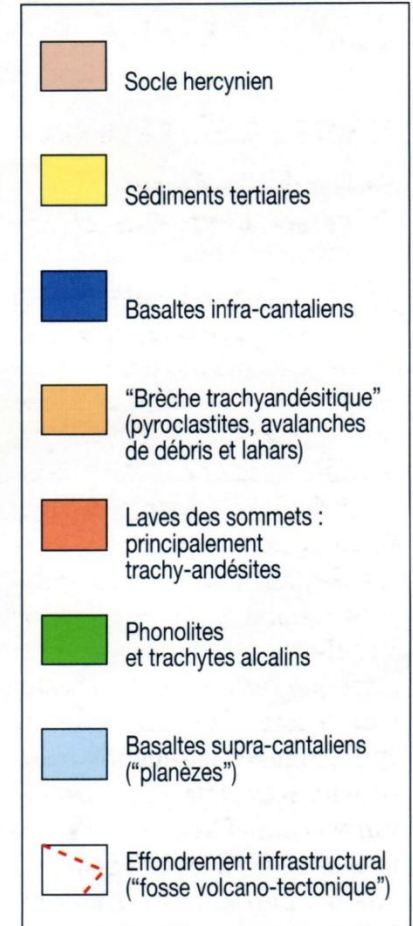 Socle hercynien
Sédiments tertiaires
Basaltes infra-cantaliens
“Brèche trachyandésitique”
(pyroclastites, avalanches
de débris et lahars)
Laves des sommets :
principalement
trachy-andésites
Phonolites
et trachytes alcalins
Basaltes supra-cantaliens
(“planèzes”)
Effondrement infrastructural
(“fosse volcano-tectonique”)